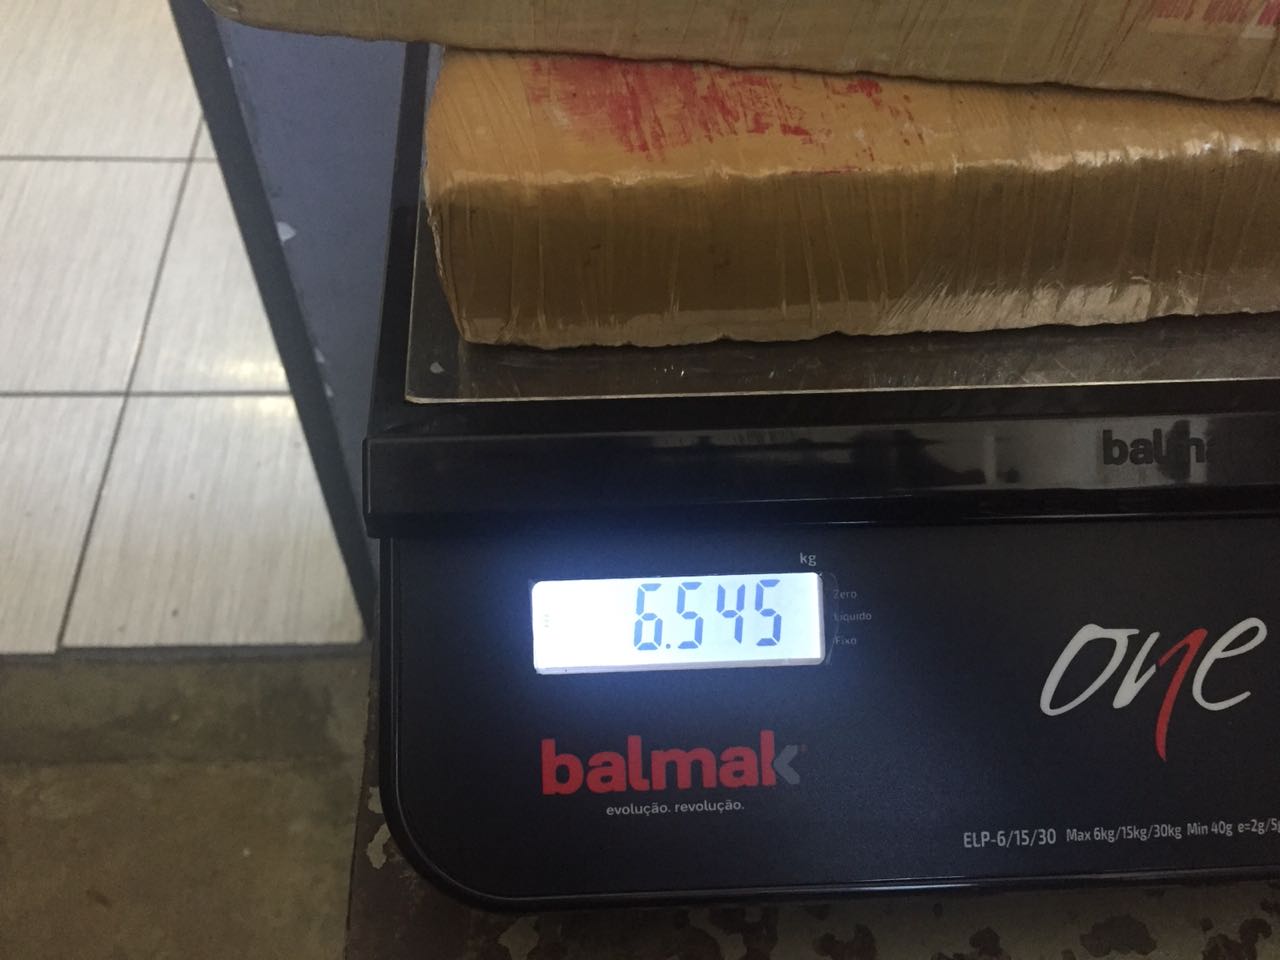 balma
kg
6.545
Zero
Líquido
Fixo
one
balmak
evolução. revolução.
ELP-6/15/30 Max 6kg/15kg/30kg Min 40g e=2g/5g